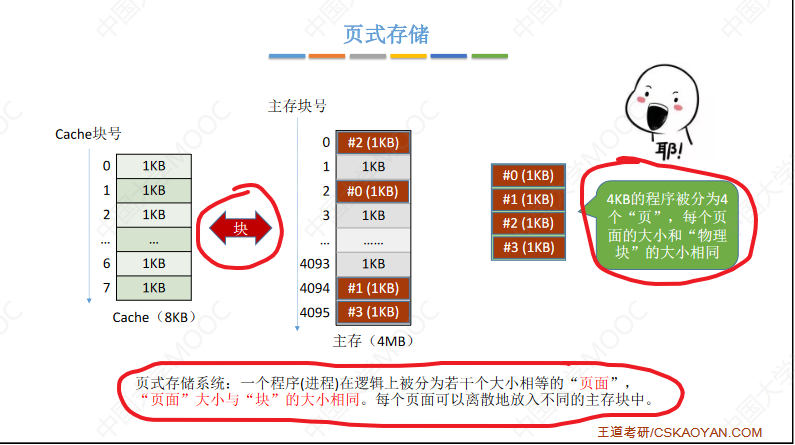 页式存储
主存块号
Cache块号
0 1KB
1 1KB
2 1KB
... ...
6 1KB
7 1KB
Cache（8KB）
块
0 #2 (1KB)
1 1KB
2 #0 (1KB)
3 1KB
... ……
4093 1KB
4094 #1 (1KB)
4095 #3 (1KB)
主存（4MB）
#0 (1KB)
#1 (1KB)
#2 (1KB)
#3 (1KB)
耶!
4KB的程序被分为4
个“页”，每个页
面的大小和“物理
块”的大小相同
页式存储系统：一个程序(进程)在逻辑上被分为若干个大小相等的“页面”，
“页面”大小与“块”的大小相同。每个页面可以离散地放入不同的主存块中。
王道考研/CSKAOYAN.COM